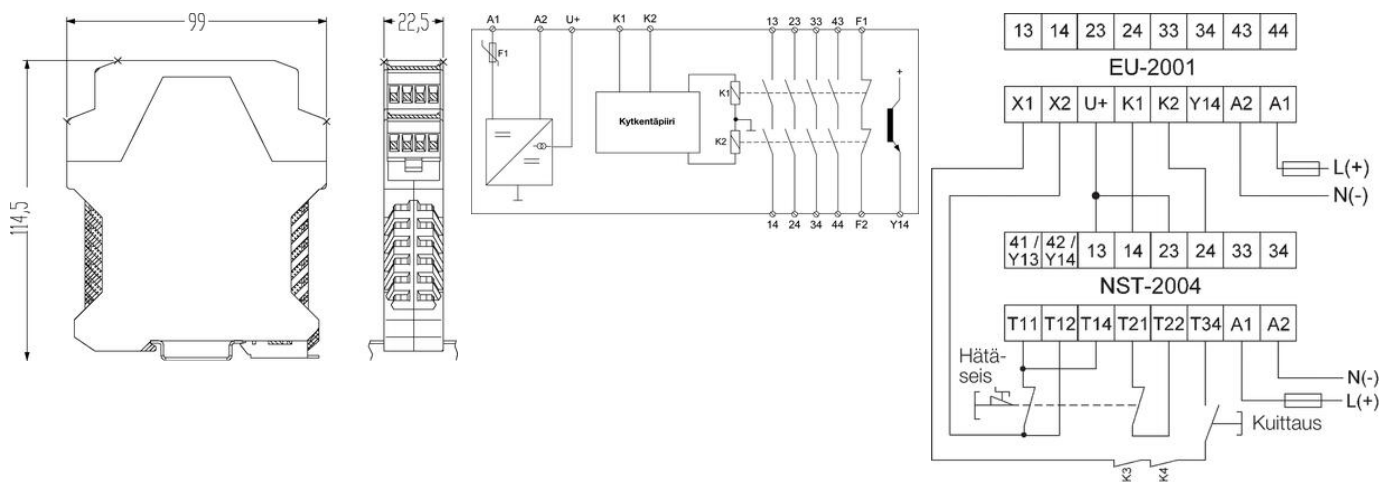 99
114,5
22,5
A1 A2 U+ K1 K2 13 23 33 43 F1
F1
K1
Kytkentäpiiri
K2
+
14 24 34 44 F2 Y14
13 14 23 24 33 34 43 44
EU-2001
X1 X2 U+ K1 K2 Y14 A2 A1
L(+)
N(-)
41 / Y13 42 / Y14 13 14 23 24 33 34
NST-2004
T11 T12 T14 T21 T22 T34 A1 A2
Hätä-
seis
N(-)
L(+)
Kuittaus
K3 K4